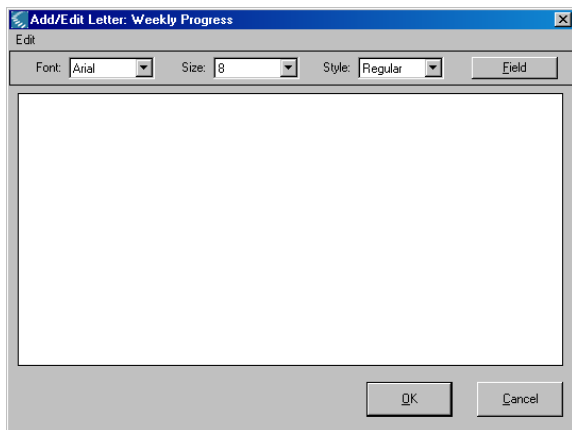 Add/Edit Letter: Weekly Progress
Edit
Font: Arial Size: 8 Style: Regular Field
OK Cancel